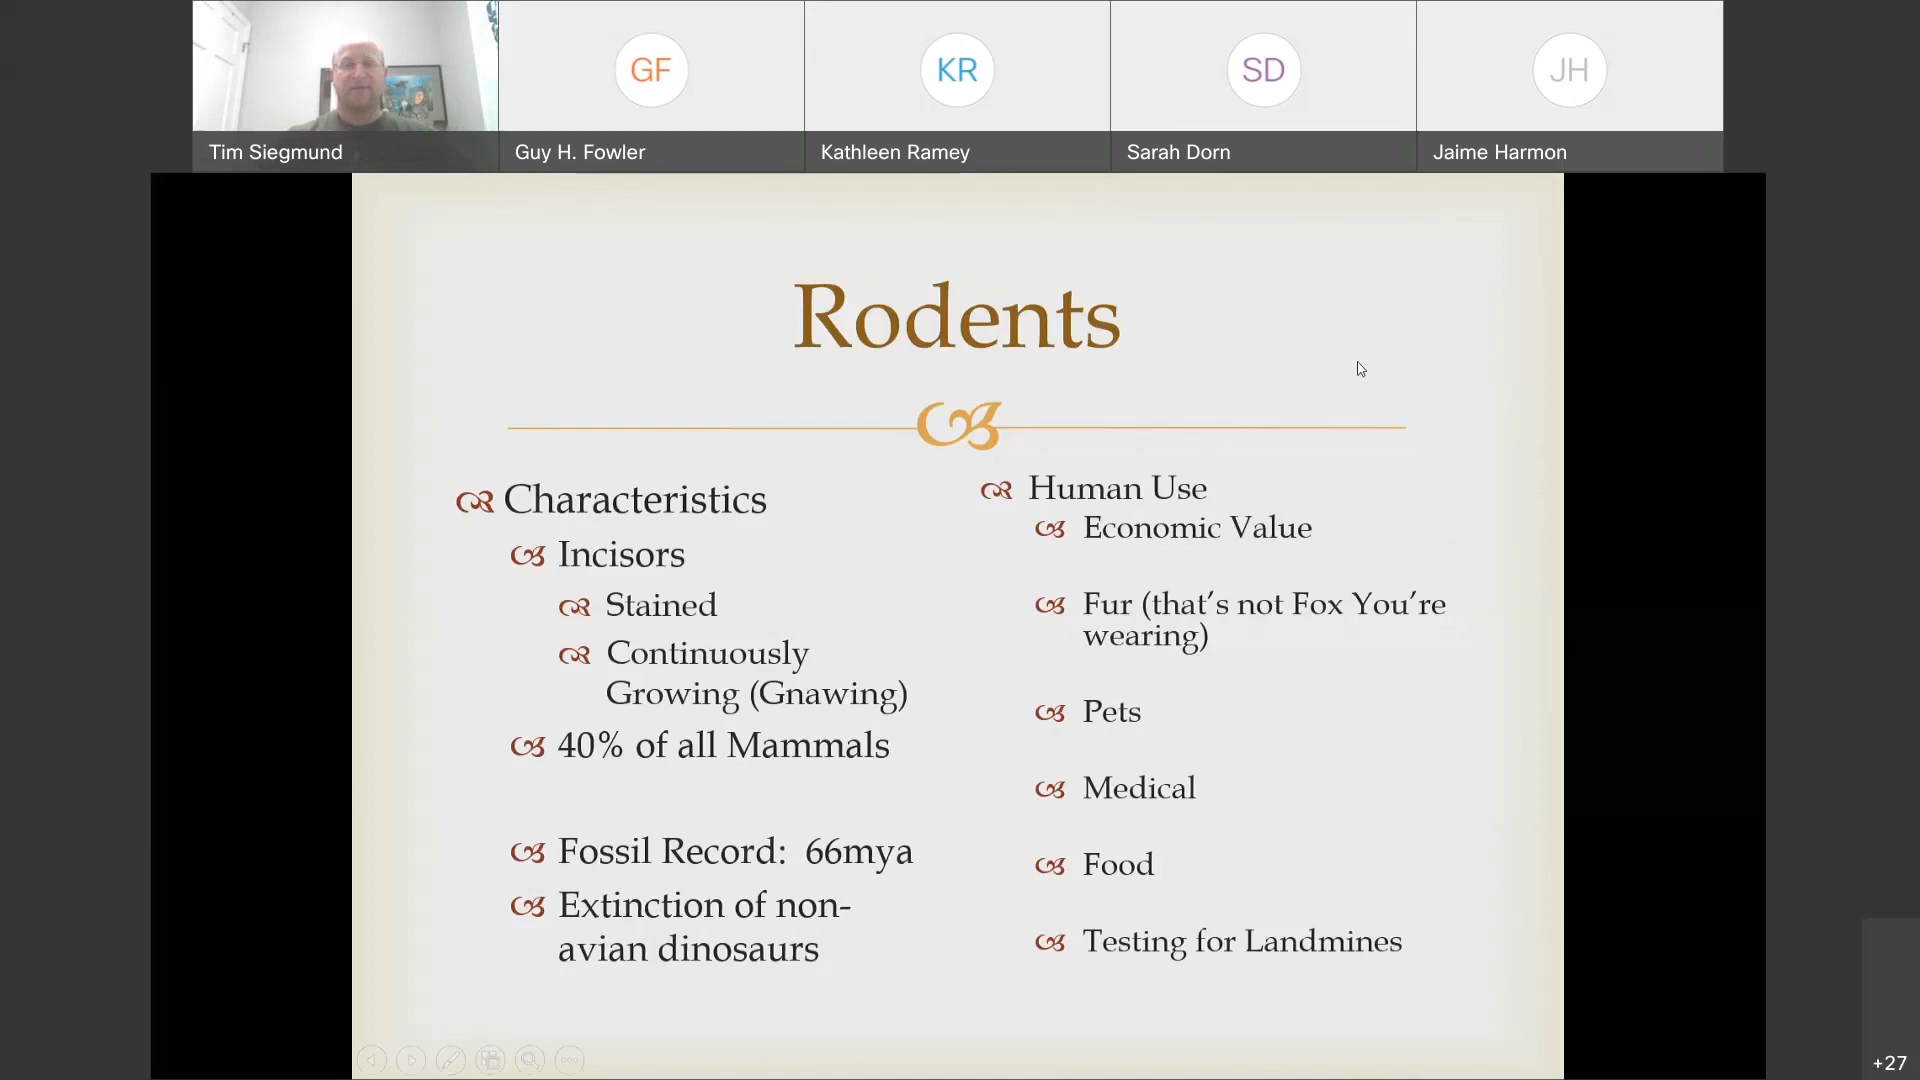 GF
KR
SD
JH
Tim Siegmund
Guy H. Fowler
Kathleen Ramey
Sarah Dorn
Jaime Harmon
Rodents
Characteristics
Incisors
Stained
Continuously
Growing (Gnawing)
40% of all Mammals
Fossil Record: 66mya
Extinction of non-
avian dinosaurs
Human Use
Economic Value
Fur (that’s not Fox You’re
wearing)
Pets
Medical
Food
Testing for Landmines
+27